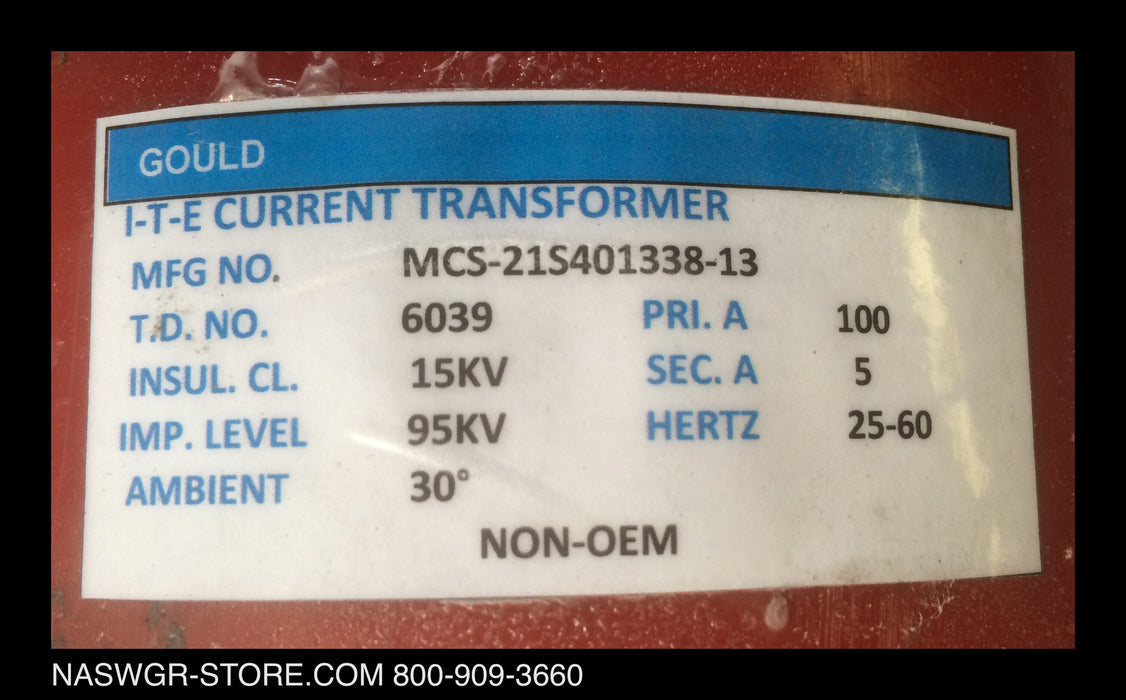 GOULD
I-T-E CURRENT TRANSFORMER
MFG NO. MCS-21S401338-13
T.D. NO. 6039 PRI. A 100
INSUL. CL. 15KV SEC. A 5
IMP. LEVEL 95KV HERTZ 25-60
AMBIENT 30°
NON-OEM
NASWGR-STORE.COM 800-909-3660